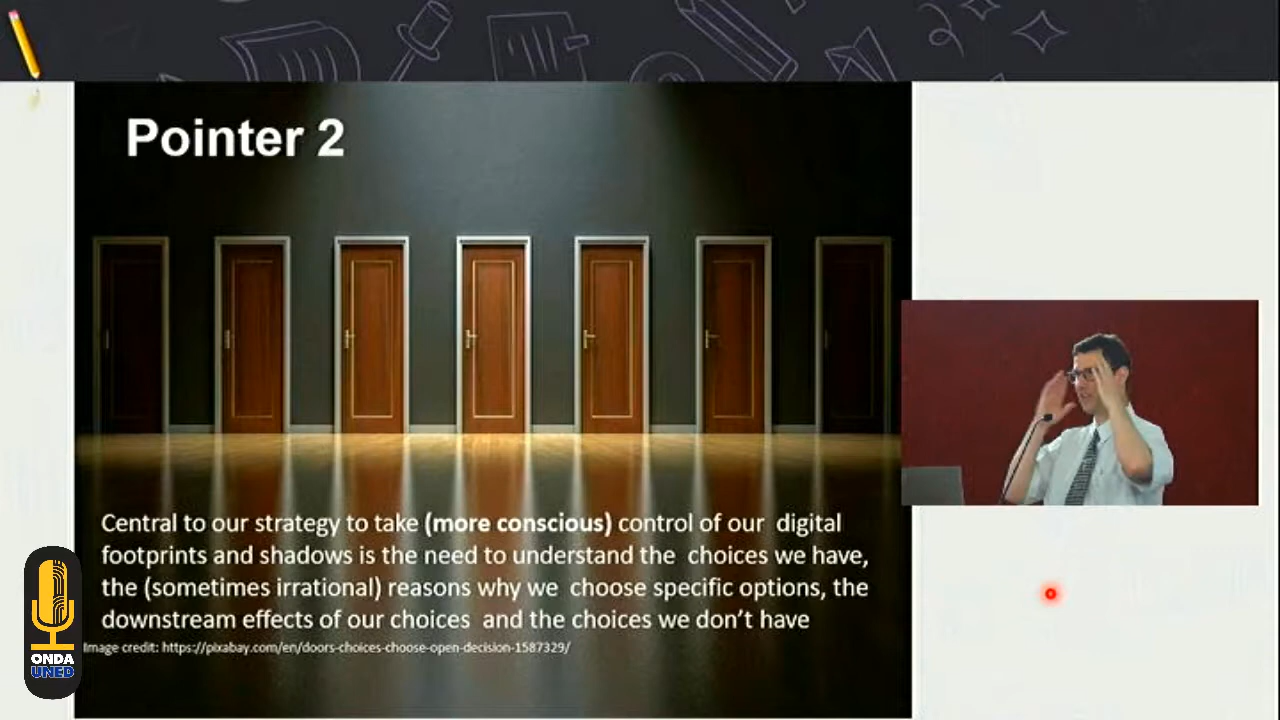 Pointer 2
Central to our strategy to take (more conscious) control of our digital
footprints and shadows is the need to understand the choices we have,
the (sometimes irrational) reasons why we choose specific options, the
downstream effects of our choices and the choices we don't have
Image credit: https://pixabay.com/en/doors-choices-choose-open-decision-1587329/
ONDA
UNED